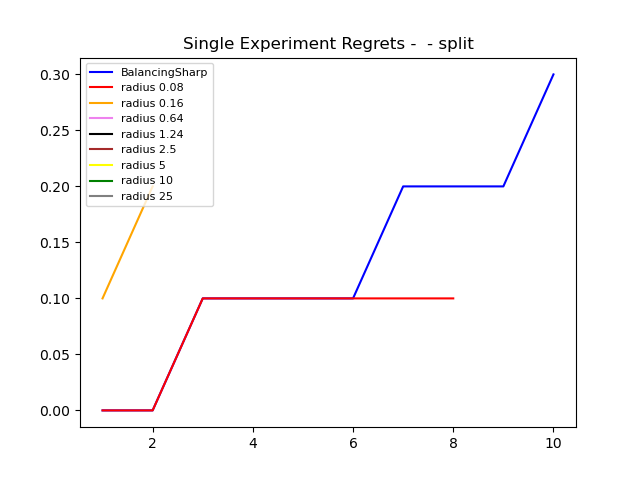 Single Experiment Regrets -  - split
BalancingSharp
radius 0.08
radius 0.16
radius 0.64
radius 1.24
radius 2.5
radius 5
radius 10
radius 25
0.30
0.25
0.20
0.15
0.10
0.05
0.00
2 4 6 8 10